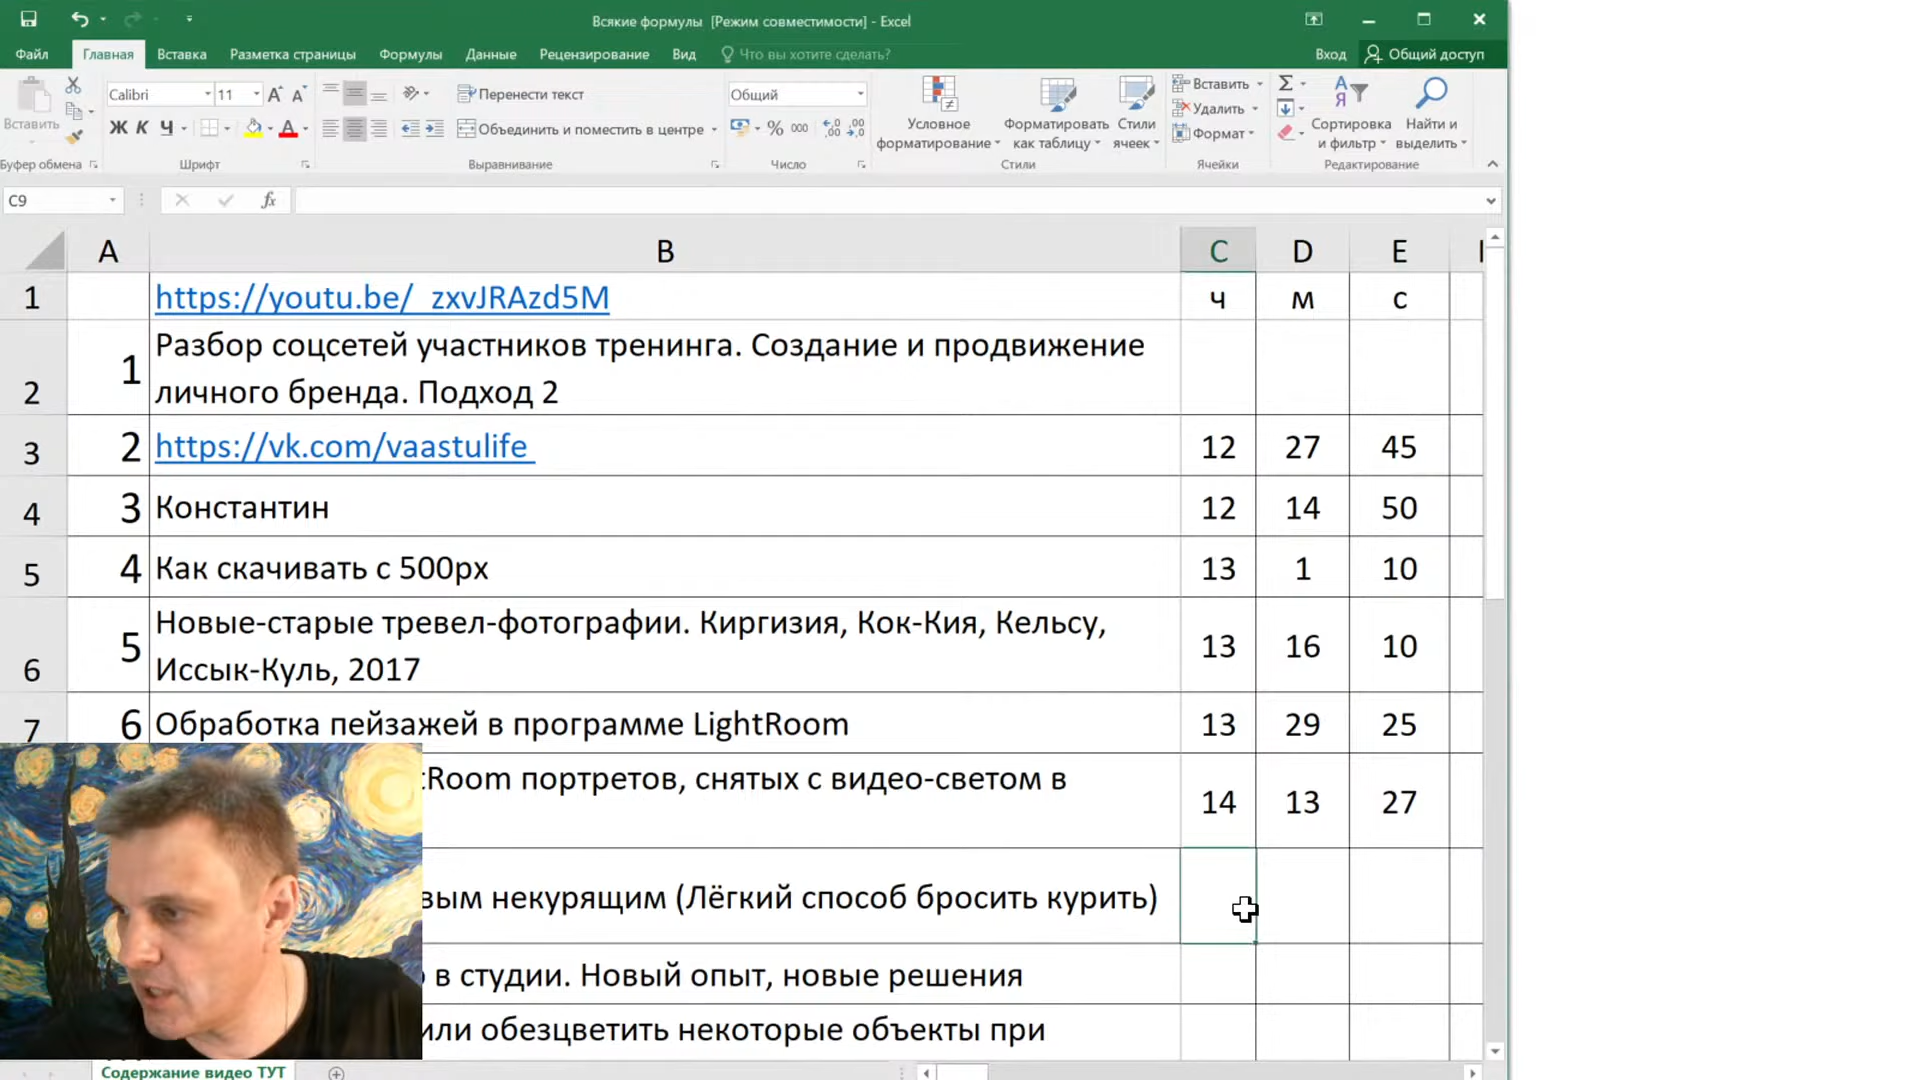 Всякие формулы [Режим совместимости] - Excel
Файл Главная Вставка Разметка страницы Формулы Данные Рецензирование Вид Что вы хотите сделать? Вход Общий доступ
Вставить
Буфер обмена
Calibri 11
Ж К Ч А
Шрифт
Перенести текст
Объединить и поместить в центре
Выравнивание
Общий
% 000
Число
Условное форматирование
Форматировать как таблицу
Стили ячеек
Стили
Вставить
Удалить
Формат
Ячейки
Сортировка и фильтр
Найти и выделить
Редактирование
C9 fx
A B C D E
1 https://youtu.be/_zxvJRAzd5M ч м с
2 1 Разбор соцсетей участников тренинга. Создание и продвижение
личного бренда. Подход 2
3 2 https://vk.com/vaastulife 12 27 45
4 3 Константин 12 14 50
5 4 Как скачивать с 500px 13 1 10
6 5 Новые-старые тревел-фотографии. Киргизия, Кок-Кия, Кельсу,
Иссык-Куль, 2017 13 16 10
7 6 Обработка пейзажей в программе LightRoom 13 29 25
tRoom портретов, снятых с видео-светом в 14 13 27
вым некурящим (Лёгкий способ бросить курить)
в студии. Новый опыт, новые решения
или обезцветить некоторые объекты при
Содержание видео ТУТ